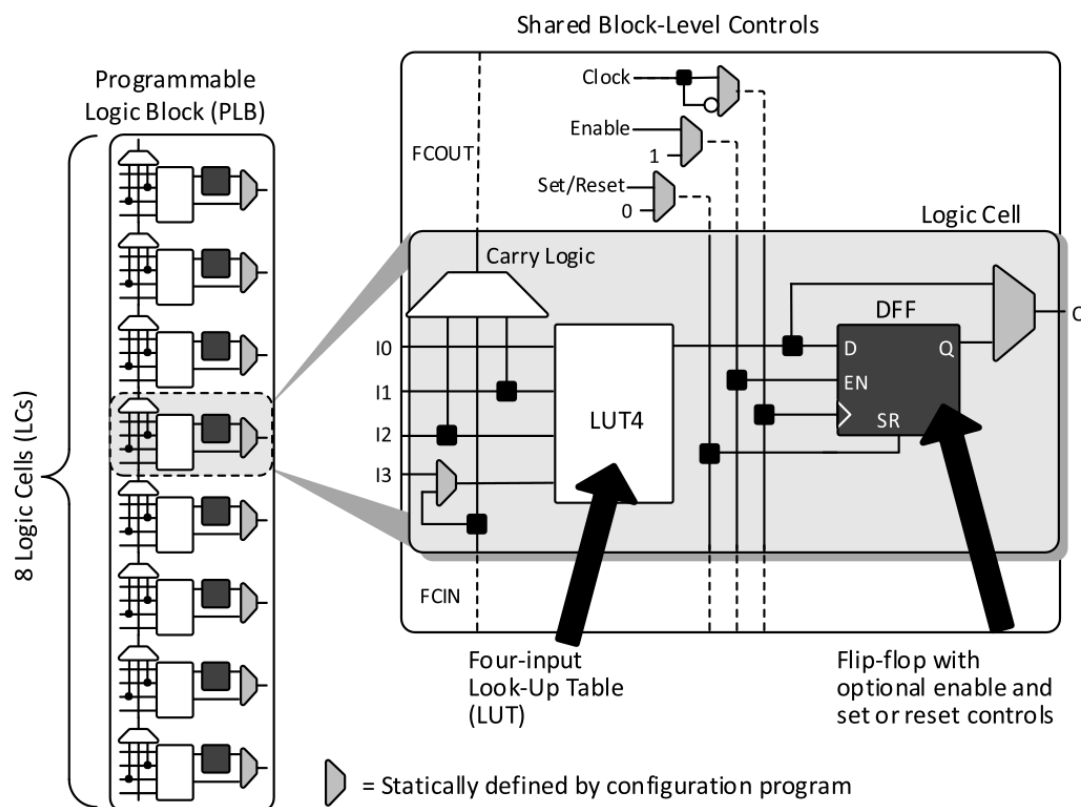 Shared Block-Level Controls
Programmable
Logic Block (PLB)
8 Logic Cells (LCs)
Clock
Enable
1
FCOUT
Set/Reset
0
Logic Cell
Carry Logic
I0
I1
I2
I3
LUT4
DFF
D
Q
EN
SR
O
FCIN
Four-input
Look-Up Table
(LUT)
Flip-flop with
optional enable and
set or reset controls
= Statically defined by configuration program